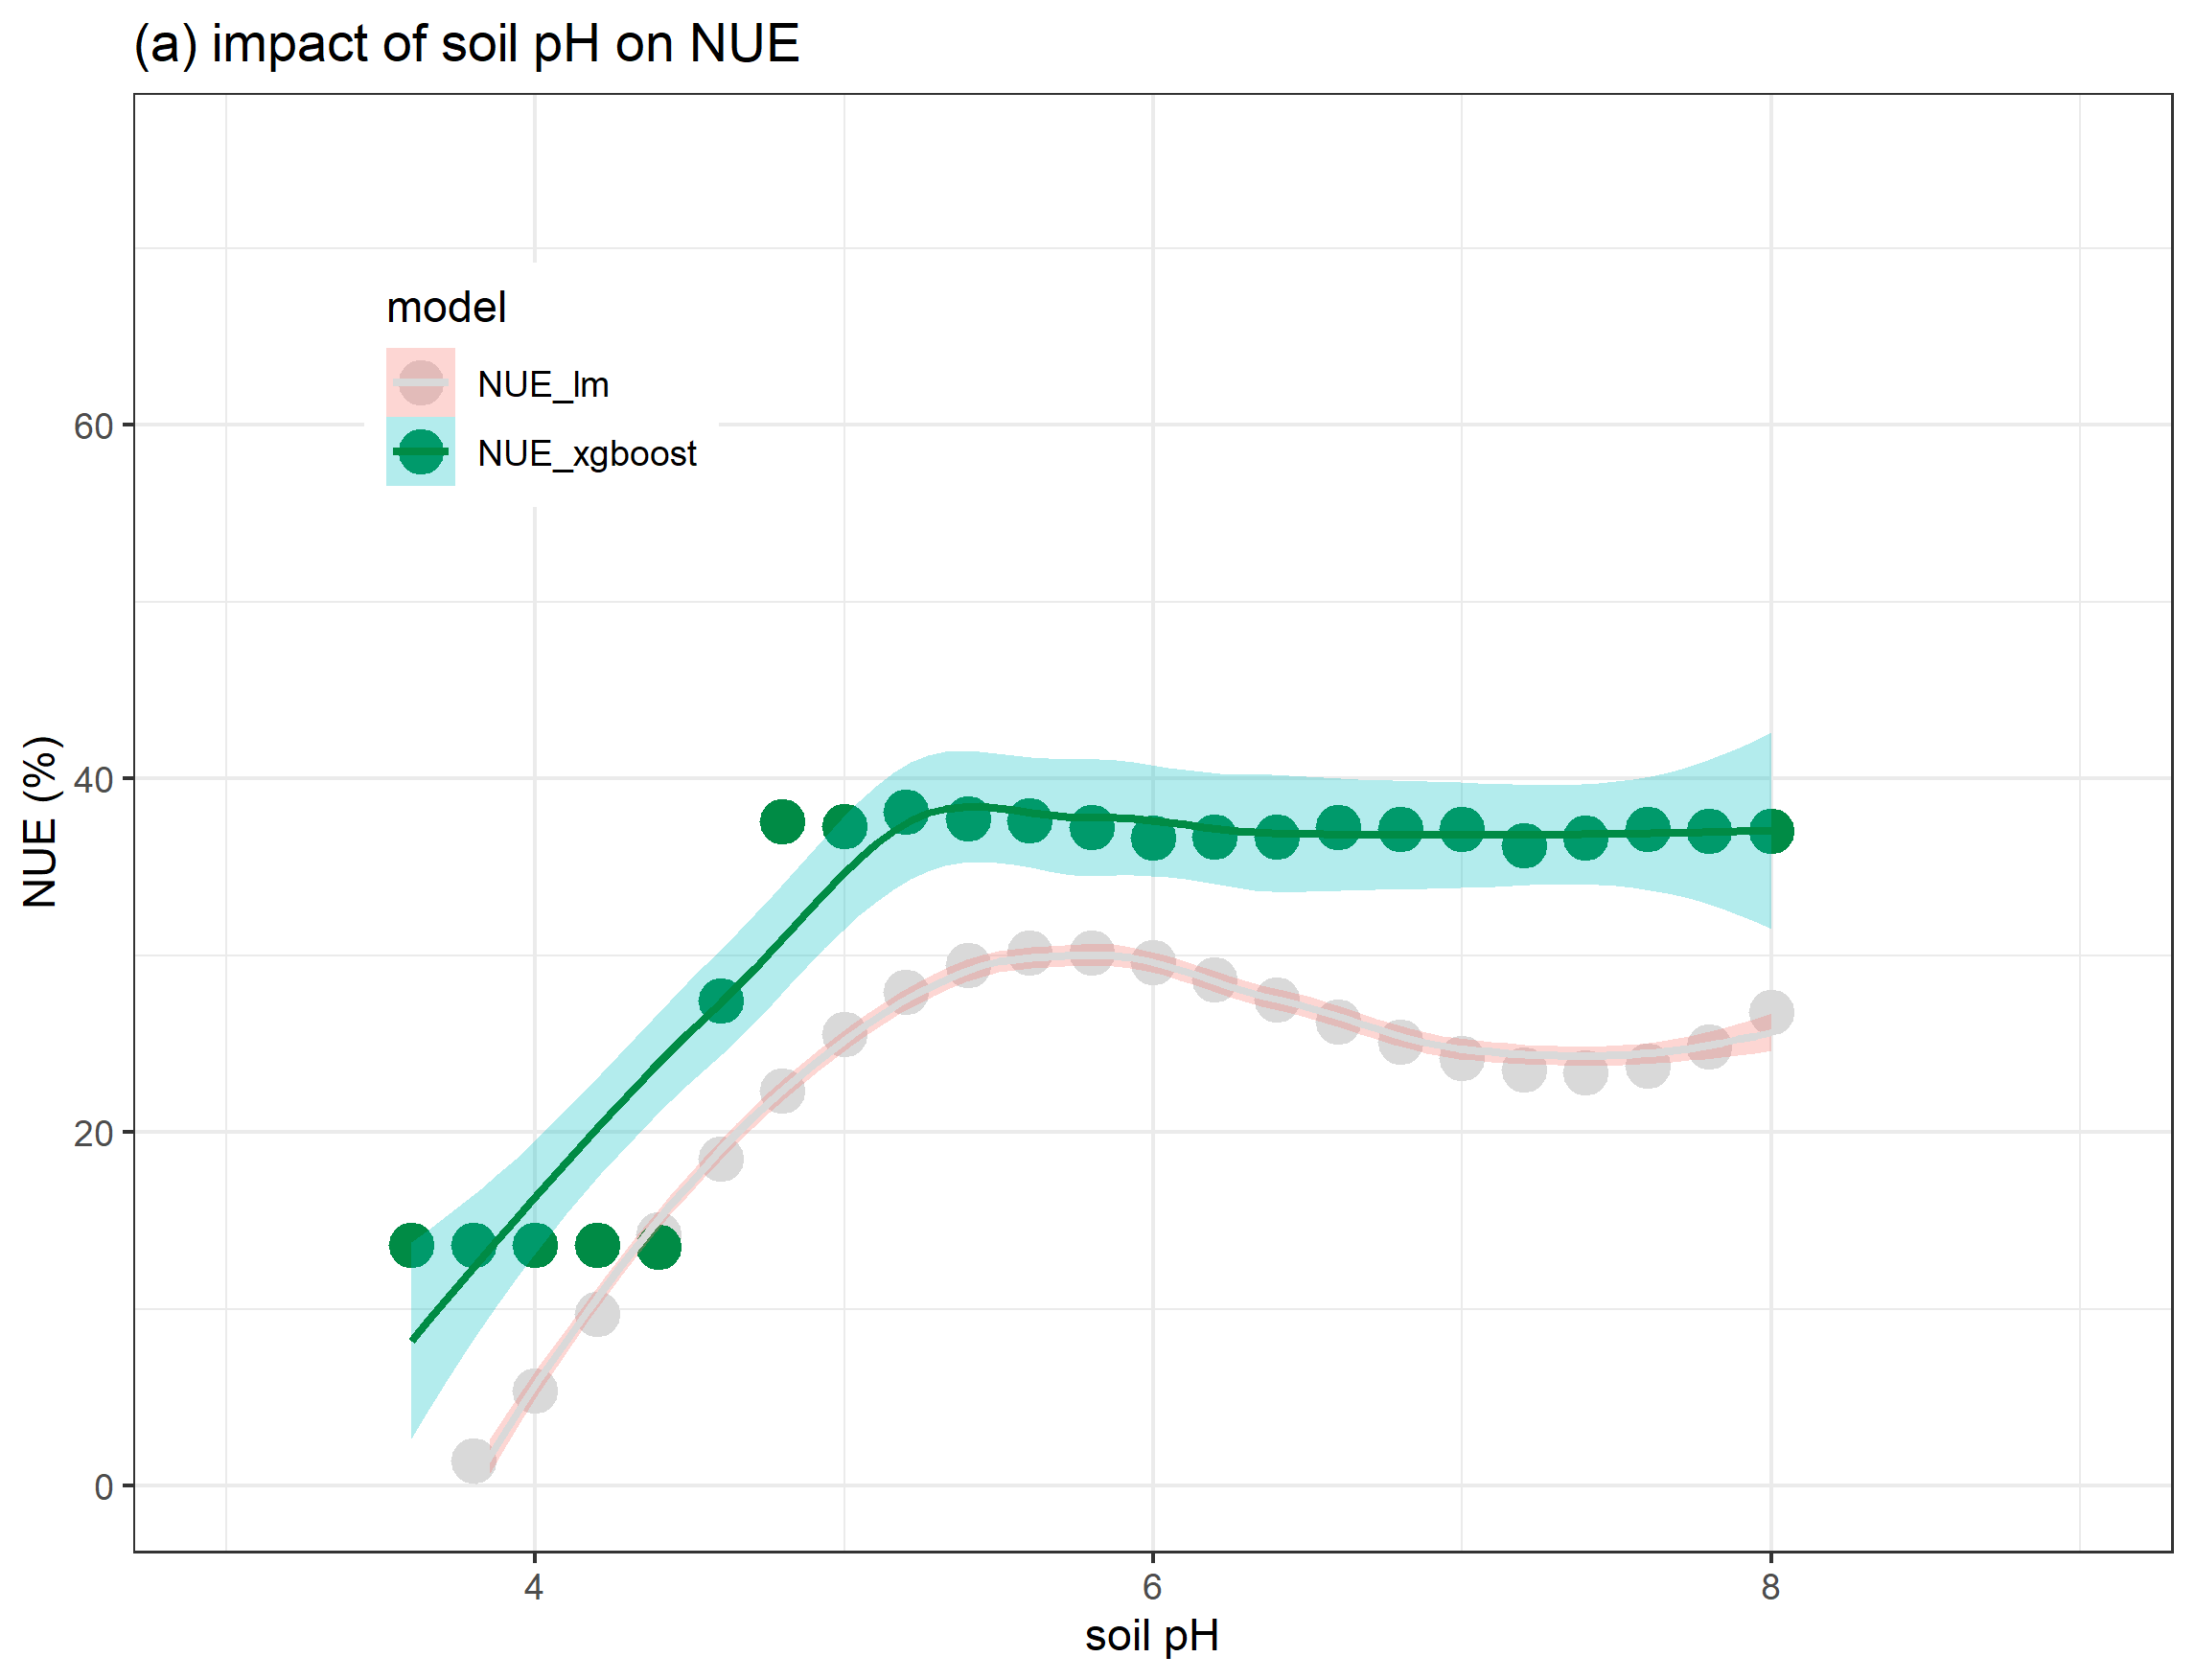 (a) impact of soil pH on NUE
model
NUE_lm
NUE_xgboost
60
40
20
0
NUE (%)
4 6 8
soil pH